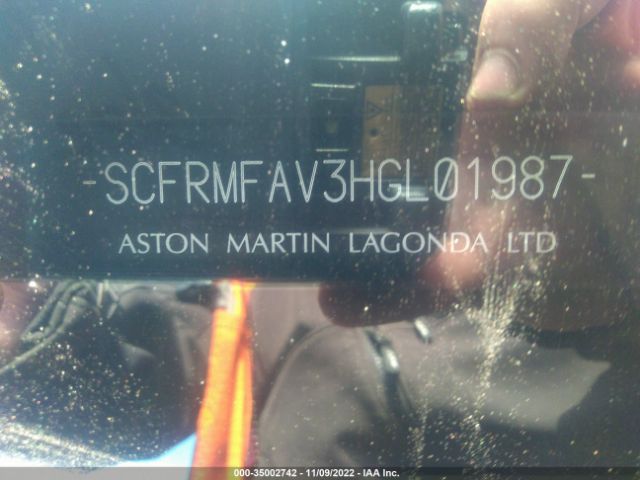 -SCFRMFAV3HGL01987-
ASTON MARTIN LAGONDA LTD
000-35002742 - 11/09/2022 - IAA Inc.